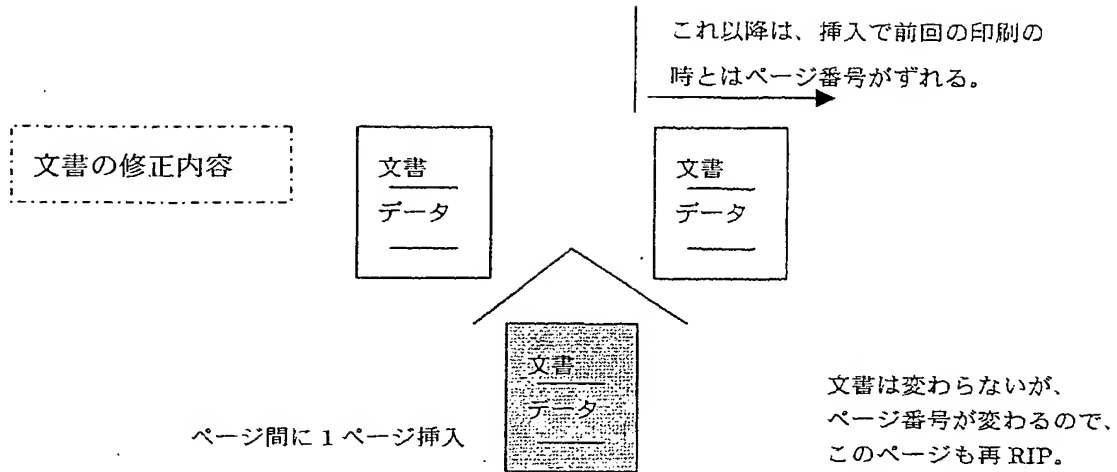 これ以降は、挿入で前回の印刷の
時とはページ番号がずれる。
文書の修正内容
文書
データ
文書
データ
文書
データ
ページ間に1ページ挿入
文書は変わらないが、
ページ番号が変わるので、
このページも再RIP。